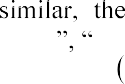 similar, the
”, “
(